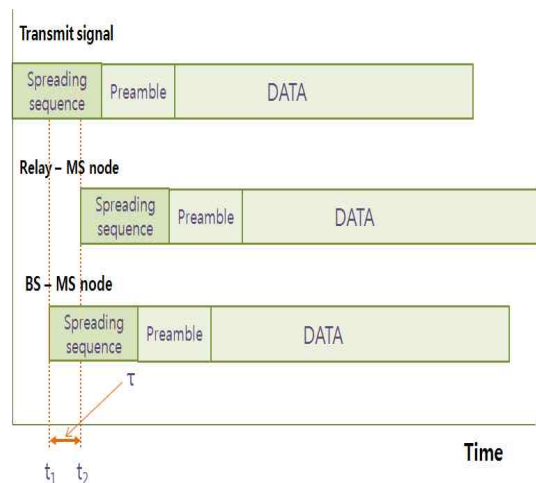 Transmit signal
Spreading
sequence
Preamble
DATA
Relay – MS node
Spreading
sequence
Preamble
DATA
BS – MS node
Spreading
sequence
Preamble
DATA
τ
Time
t₁
t₂